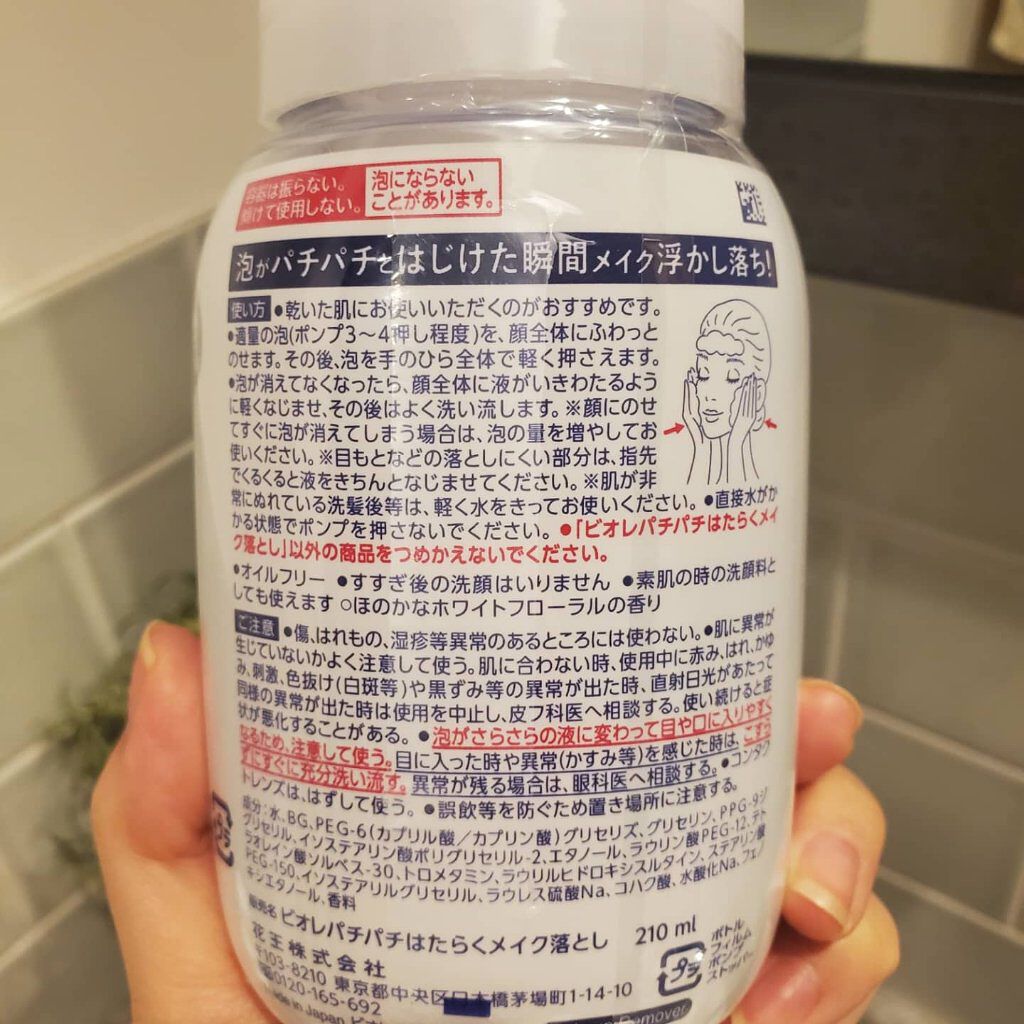 容器は振らない。
傾けて使用しない。
泡にならない
ことがあります。
泡がパチパチとはじけた瞬間メイク浮かし落ち!
使い方 ●乾いた肌にお使いいただくのがおすすめです。
●適量の泡(ポンプ3〜4押し程度)を、顔全体にふわっと
のせます。その後、泡を手のひら全体で軽く押さえます。
●泡が消えてなくなったら、顔全体に液がいきわたるよう
に軽くなじませ、その後はよく洗い流します。※顔にのせ
てすぐに泡が消えてしまう場合は、泡の量を増やしてお
使いください。※目もとなどの落としにくい部分は、指先
でくるくると液をきちんとなじませてください。※肌が非
常にぬれている洗髪後等は、軽く水をきってお使いください。●直接水がか
かる状態でポンプを押さないでください。●「ビオレパチパチはたらくメイ
ク落とし」以外の商品をつめかえないでください。
●オイルフリー ●すすぎ後の洗顔はいりません ●素肌の時の洗顔料と
しても使えます ○ほのかなホワイトフローラルの香り
ご注意 ●傷、はれもの、湿疹等異常のあるところには使わない。●肌に異常が
生じていないかよく注意して使う。肌に合わない時、使用中に赤み、はれ、かゆ
み、刺激、色抜け(白斑等)や黒ずみ等の異常が出た時、直射日光があたって
同様の異常が出た時は使用を中止し、皮フ科医へ相談する。使い続けると症
状が悪化することがある。●泡がさらさらの液に変わって目や口に入りやすく
なるため、注意して使う。目に入った時や異常(かすみ等)を感じた時は、こすら
ずにすぐに充分洗い流す。異常が残る場合は、眼科医へ相談する。●コンタク
トレンズは、はずして使う。●誤飲等を防ぐため置き場所に注意する。
成分:水、BG、PEG-6(カプリル酸/カプリン酸)グリセリズ、グリセリン、PPG-9ジ
グリセリル、イソステアリン酸ポリグリセリル-2、エタノール、ラウリン酸PEG-12、テト
ラオレイン酸ソルベス-30、トロメタミン、ラウリルヒドロキシスルタイン、ステアリン酸
PEG-150、イソステアリルグリセリル、ラウレス硫酸Na、コハク酸、水酸化Na、フェノ
キシエタノール、香料
販売名 ビオレパチパチはたらくメイク落とし 210 ml
花王株式会社
〒103-8210 東京都中央区日本橋茅場町1-14-10
0120-165-692
Made in Japan ビオレ
プラ
プラ
ボトル
フィルム
ポンプ
ストッパー
Remover